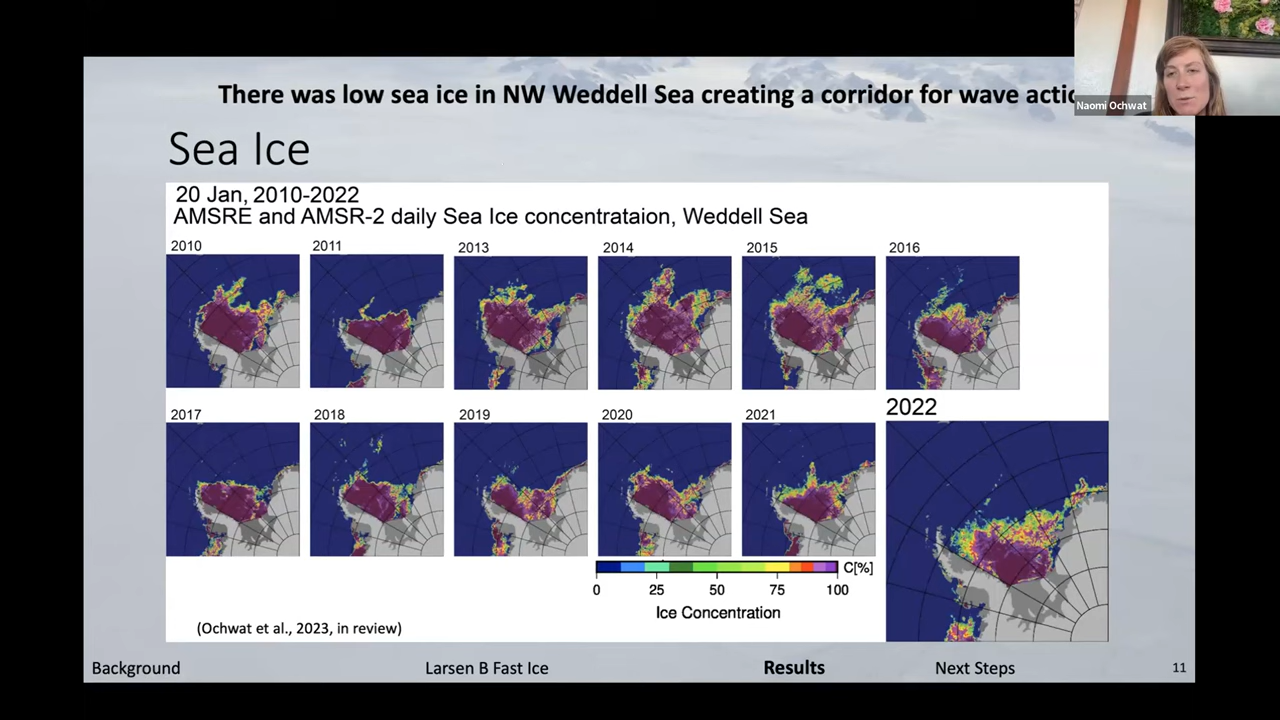 There was low sea ice in NW Weddell Sea creating a corridor for wave actio
Naomi Ochwat
Sea Ice
20 Jan, 2010-2022
AMSRE and AMSR-2 daily Sea Ice concentrataion, Weddell Sea
2010 2011 2013 2014 2015 2016
2017 2018 2019 2020 2021 2022
C[%]
0 25 50 75 100
Ice Concentration
(Ochwat et al., 2023, in review)
Background Larsen B Fast Ice Results Next Steps 11